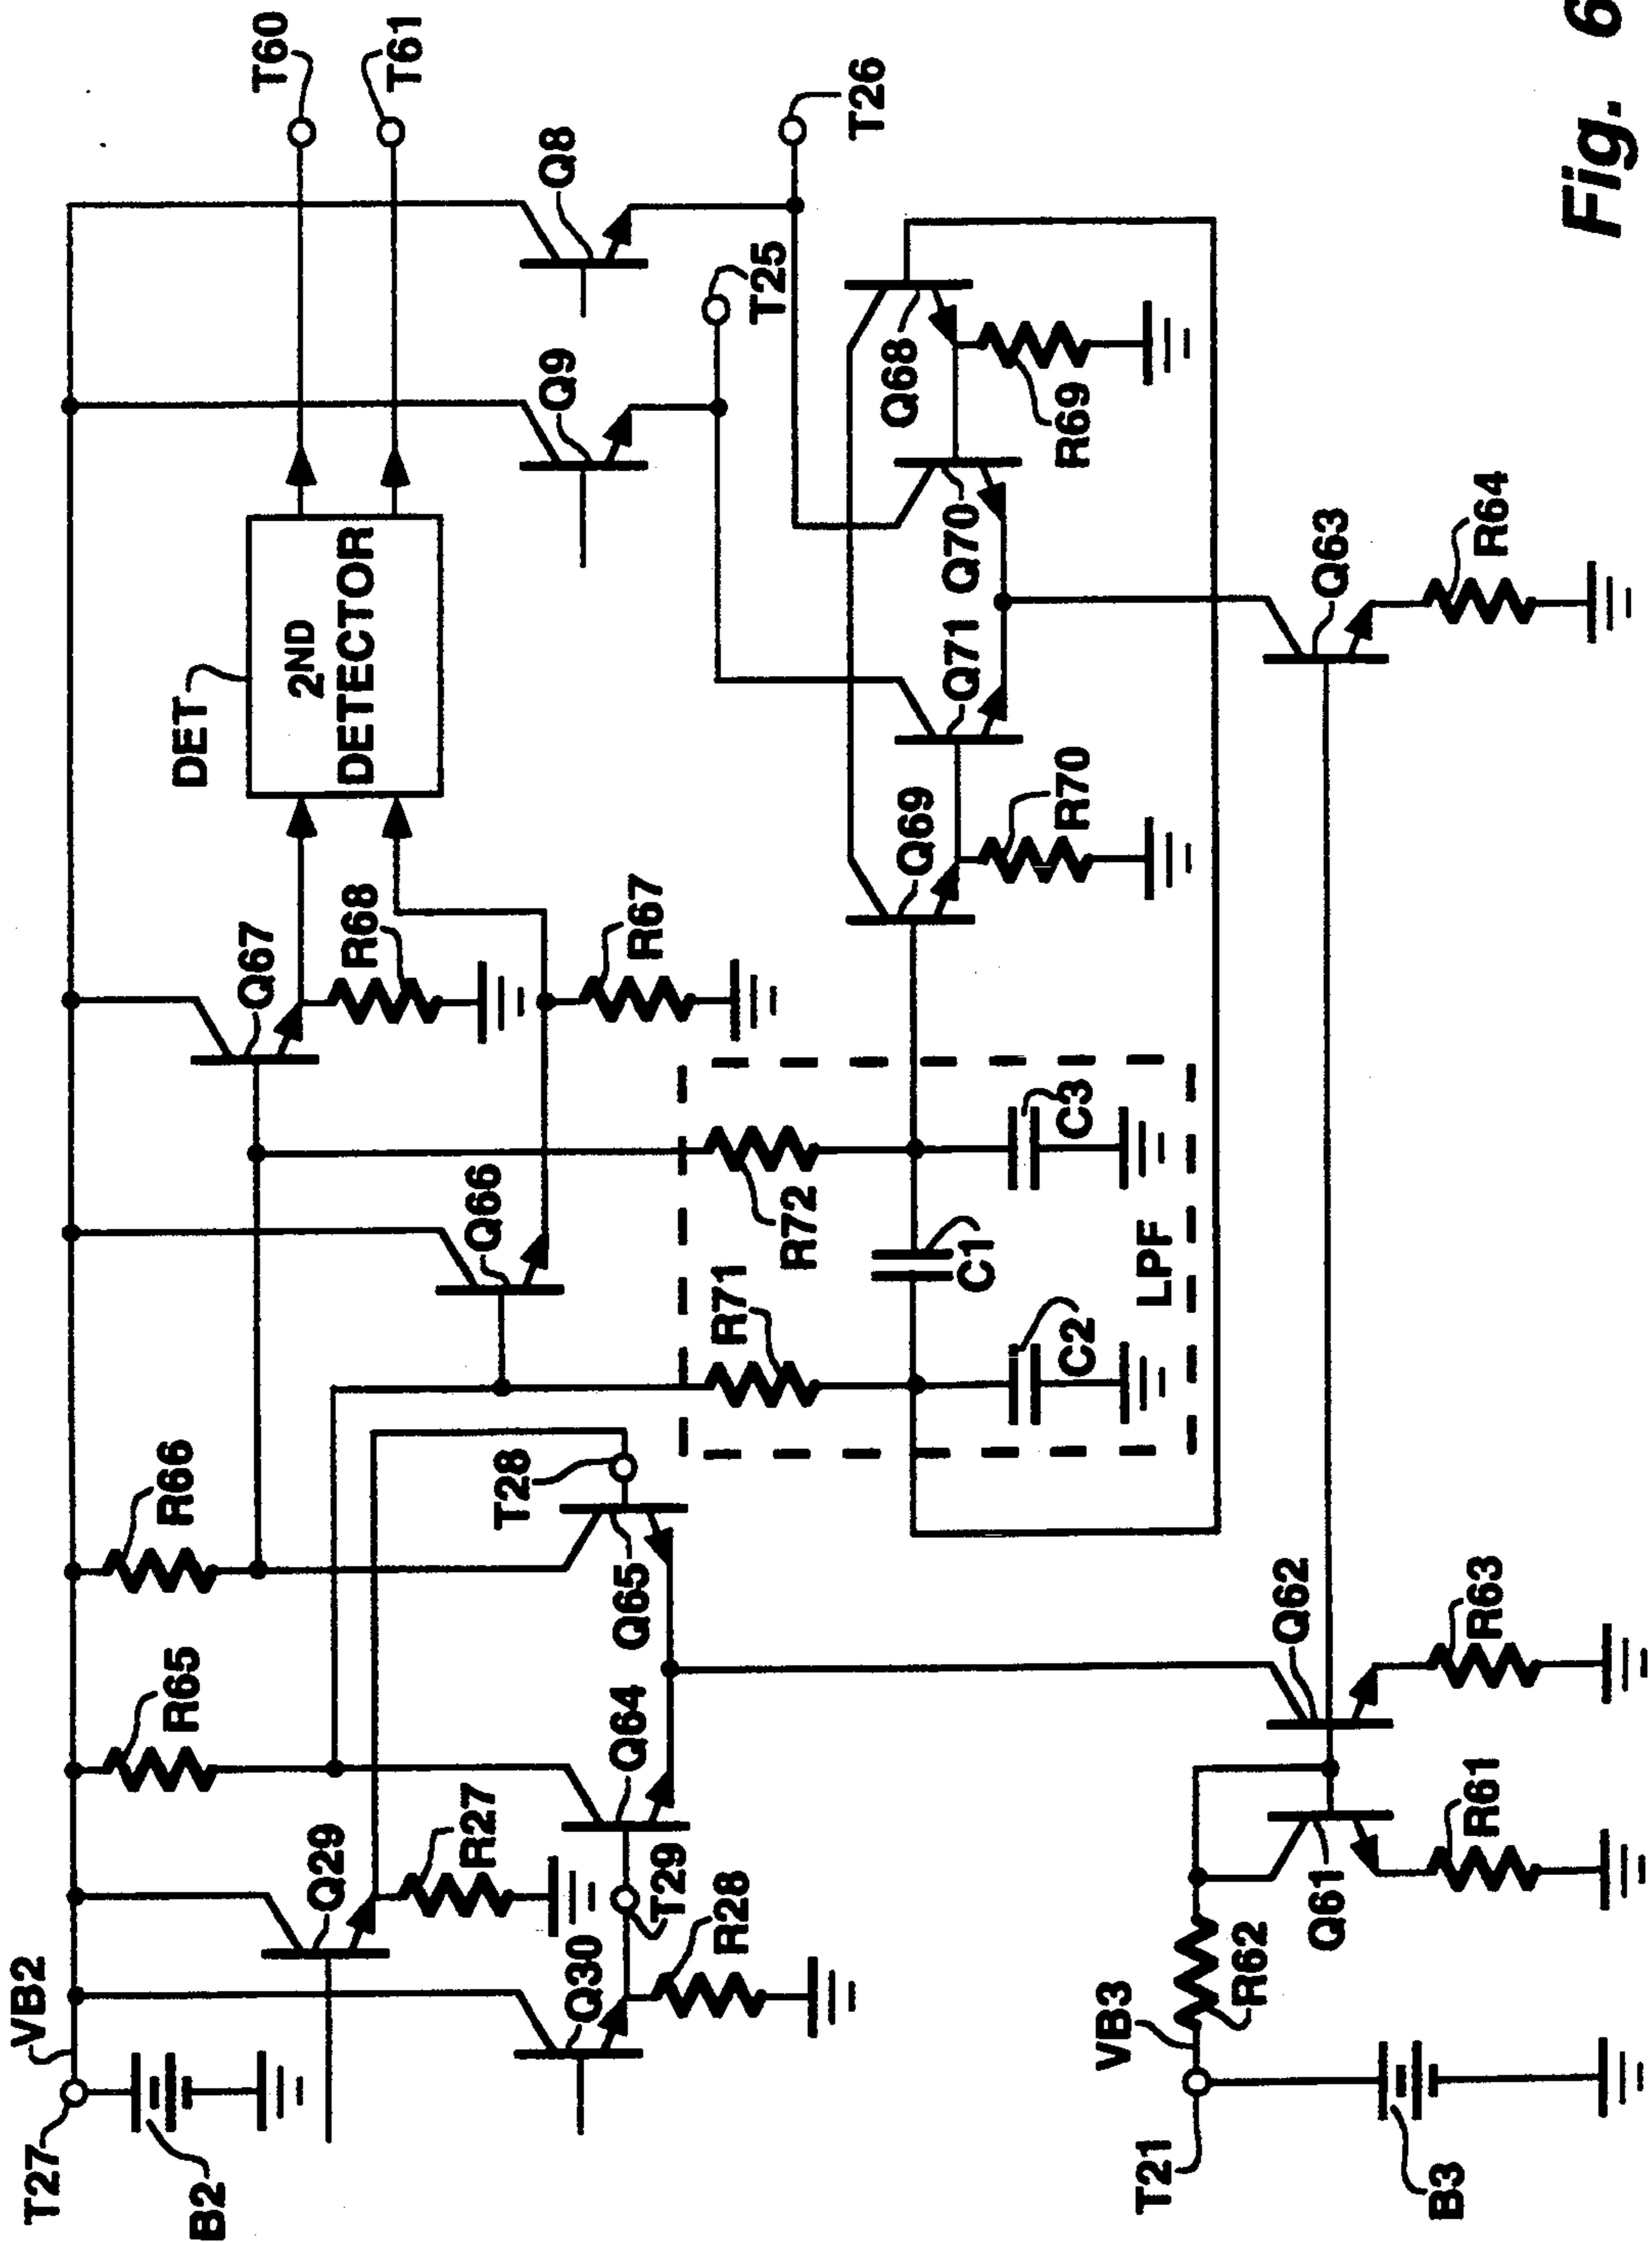 T60
T61
T26
T25
Q8
Q9
DET
2ND
DETECTOR
Q67
R68
R67
Q66
R66
R65
VB2
T27
B2
Q29
R27
Q30
T29
R28
Q64
Q65
T28
R71
R72
C1
C2
C3
LPF
Q69
R70
Q71
Q70
Q68
R69
Q63
R64
Q62
R63
Q61
R61
R62
VB3
T21
B3
Fig. 6